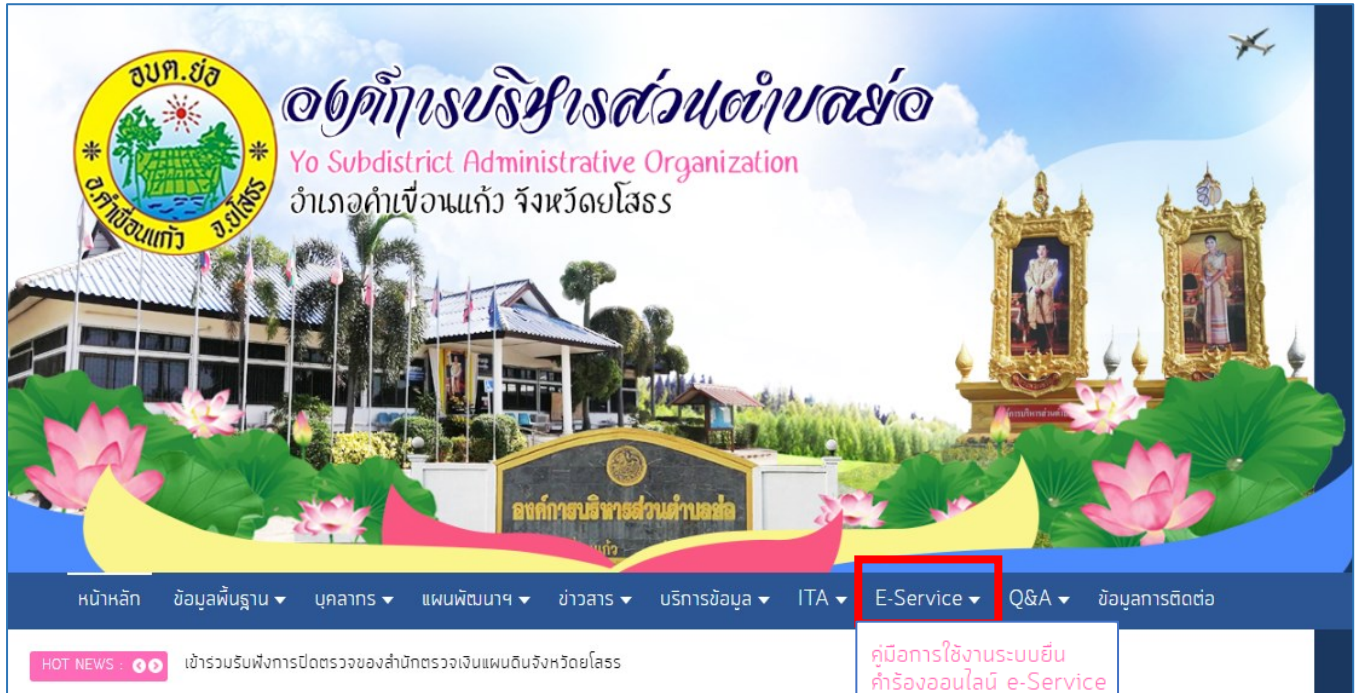 อบต.ย่อ
อ.คำเขื่อนแก้ว จ.ยโสธร
องค์การบริหารส่วนตำบลย่อ
Yo Subdistrict Administrative Organization
อำเภอคำเขื่อนแก้ว จังหวัดยโสธร
องค์การบริหารส่วนตำบลย่อ
หน้าหลัก ข้อมูลพื้นฐาน บุคลากร แผนพัฒนาฯ ข่าวสาร บริการข้อมูล ITA E-Service Q&A ข้อมูลการติดต่อ
HOT NEWS : เข้าร่วมรับฟังการปิดตรวจของสำนักตรวจเงินแผนดินจังหวัดยโสธร
คู่มือการใช้งานระบบยื่น
คำร้องออนไลน์ e-Service